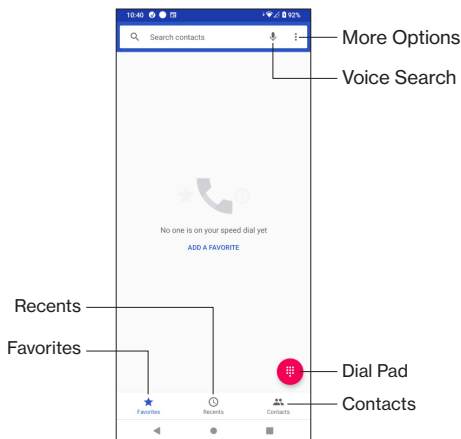 10:40 92%
Search contacts
More Options
Voice Search
No one is on your speed dial yet
ADD A FAVORITE
Recents
Favorites
Dial Pad
Contacts
Favorites Recents Contacts